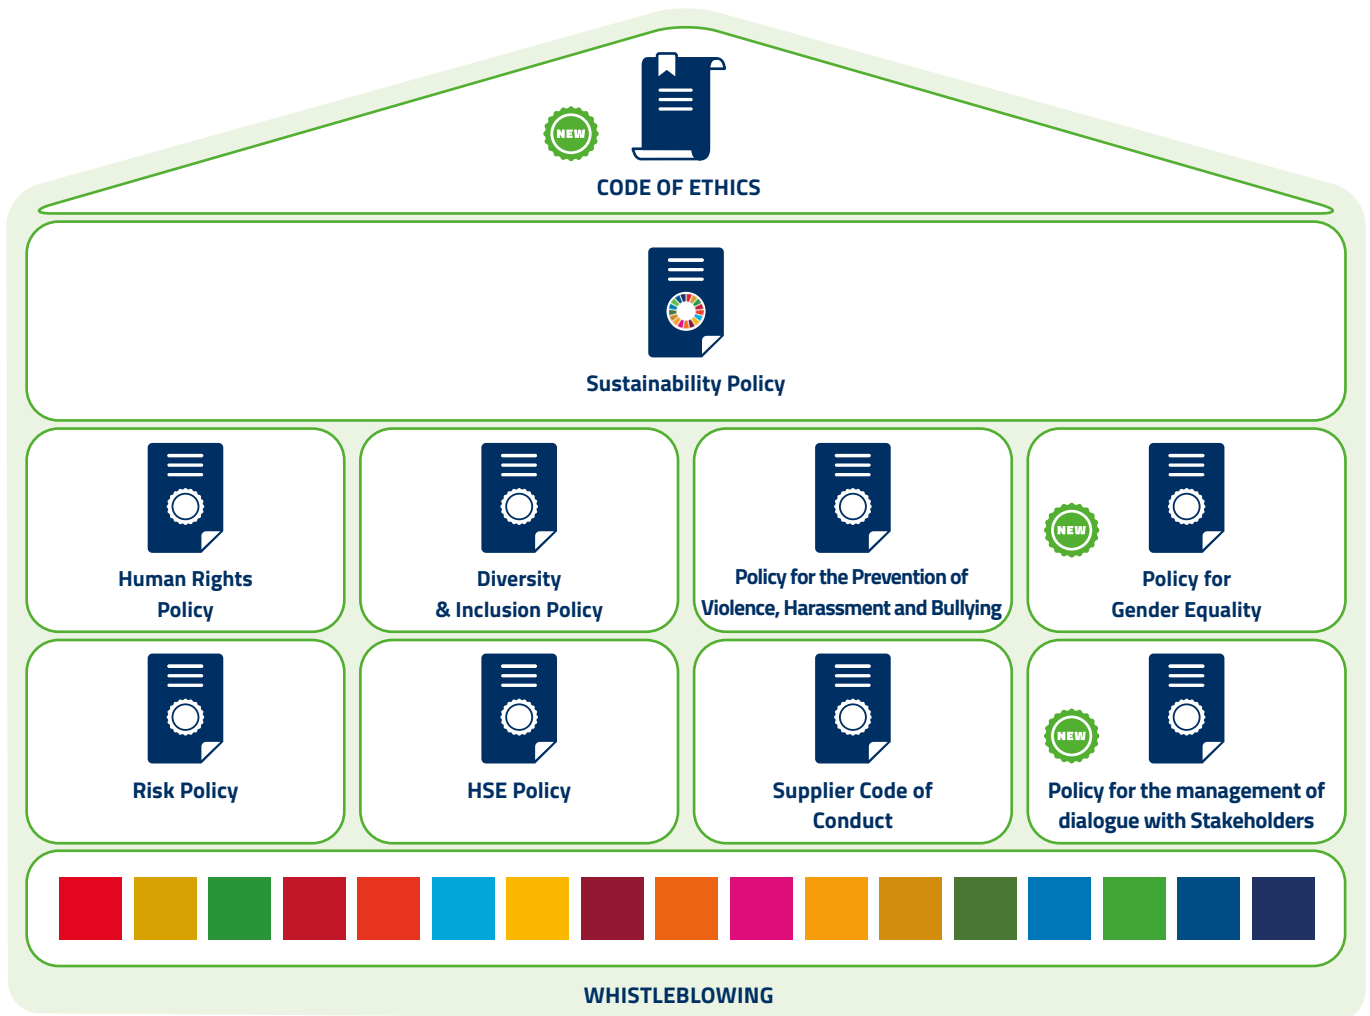 NEW
CODE OF ETHICS
Sustainability Policy
Human Rights
Policy
Diversity
& Inclusion Policy
Policy for the Prevention of
Violence, Harassment and Bullying
NEW
Policy for
Gender Equality
Risk Policy
HSE Policy
Supplier Code of
Conduct
NEW
Policy for the management of
dialogue with Stakeholders
WHISTLEBLOWING